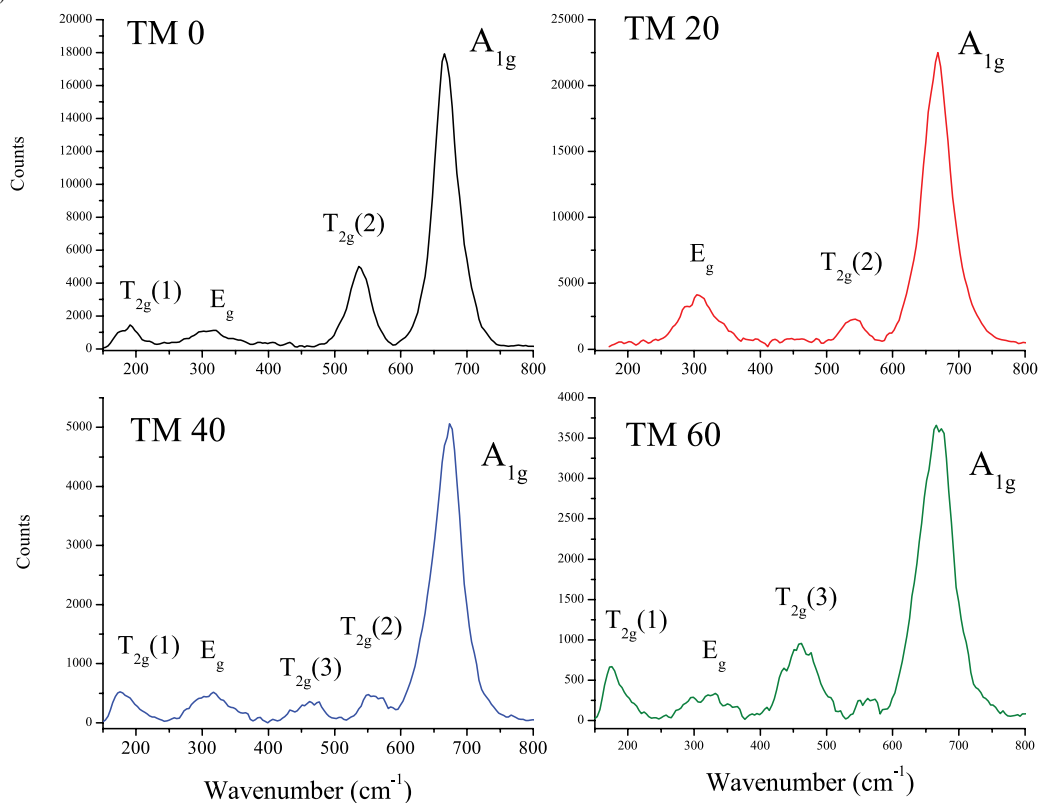 )
TM 0
A1g
T2g(2)
T2g(1)
Eg
Counts
20000
18000
16000
14000
12000
10000
8000
6000
4000
2000
0
200 300 400 500 600 700 800
TM 20
A1g
Eg
T2g(2)
25000
20000
15000
10000
5000
0
200 300 400 500 600 700 800
TM 40
A1g
T2g(1)
Eg
T2g(3)
T2g(2)
Counts
5000
4000
3000
2000
1000
0
200 300 400 500 600 700 800
Wavenumber (cm-1)
TM 60
A1g
T2g(1)
Eg
T2g(3)
4000
3500
3000
2500
2000
1500
1000
500
0
200 300 400 500 600 700 800
Wavenumber (cm-1)